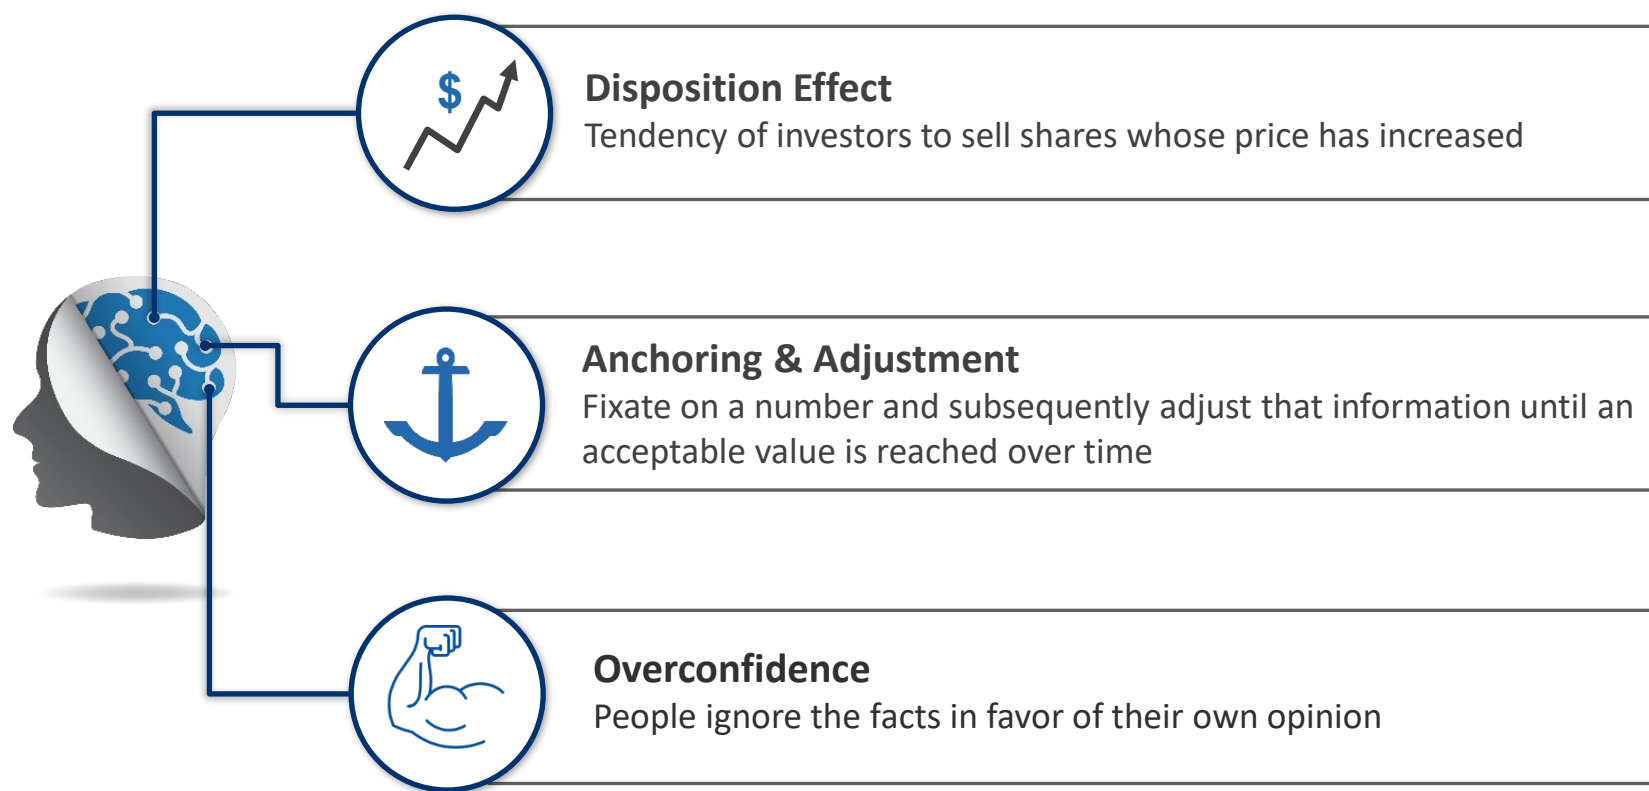 $
Disposition Effect
Tendency of investors to sell shares whose price has increased
Anchoring & Adjustment
Fixate on a number and subsequently adjust that information until an
acceptable value is reached over time
Overconfidence
People ignore the facts in favor of their own opinion